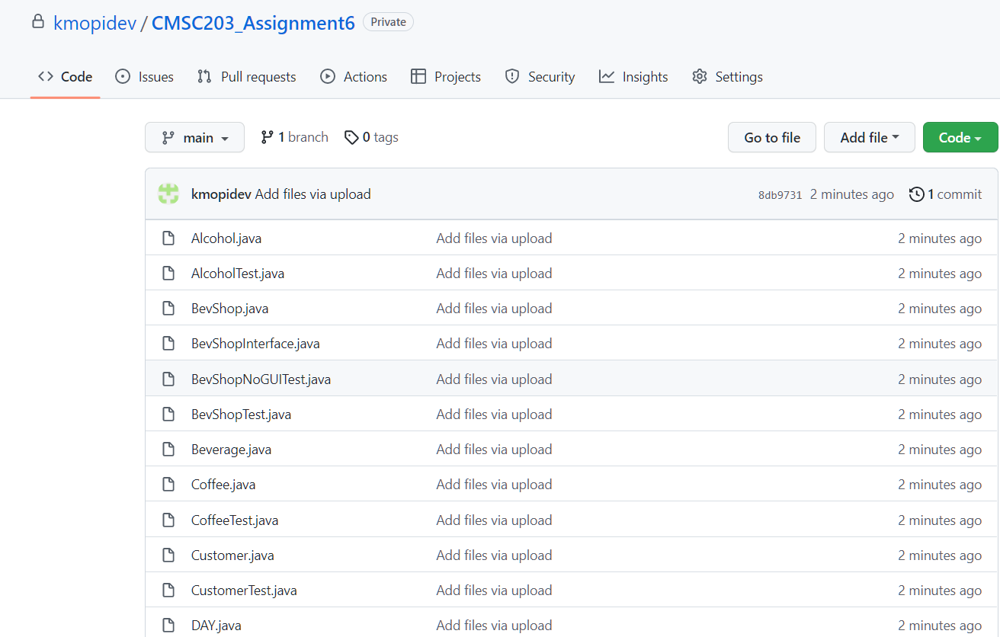 kmopidev / CMSC203_Assignment6 Private
Code Issues Pull requests Actions Projects Security Insights Settings
main 1 branch 0 tags Go to file Add file Code
kmopidev Add files via upload 8db9731 2 minutes ago 1 commit
Alcohol.java Add files via upload 2 minutes ago
AlcoholTest.java Add files via upload 2 minutes ago
BevShop.java Add files via upload 2 minutes ago
BevShopInterface.java Add files via upload 2 minutes ago
BevShopNoGUITest.java Add files via upload 2 minutes ago
BevShopTest.java Add files via upload 2 minutes ago
Beverage.java Add files via upload 2 minutes ago
Coffee.java Add files via upload 2 minutes ago
CoffeeTest.java Add files via upload 2 minutes ago
Customer.java Add files via upload 2 minutes ago
CustomerTest.java Add files via upload 2 minutes ago
DAY.java Add files via upload 2 minutes ago